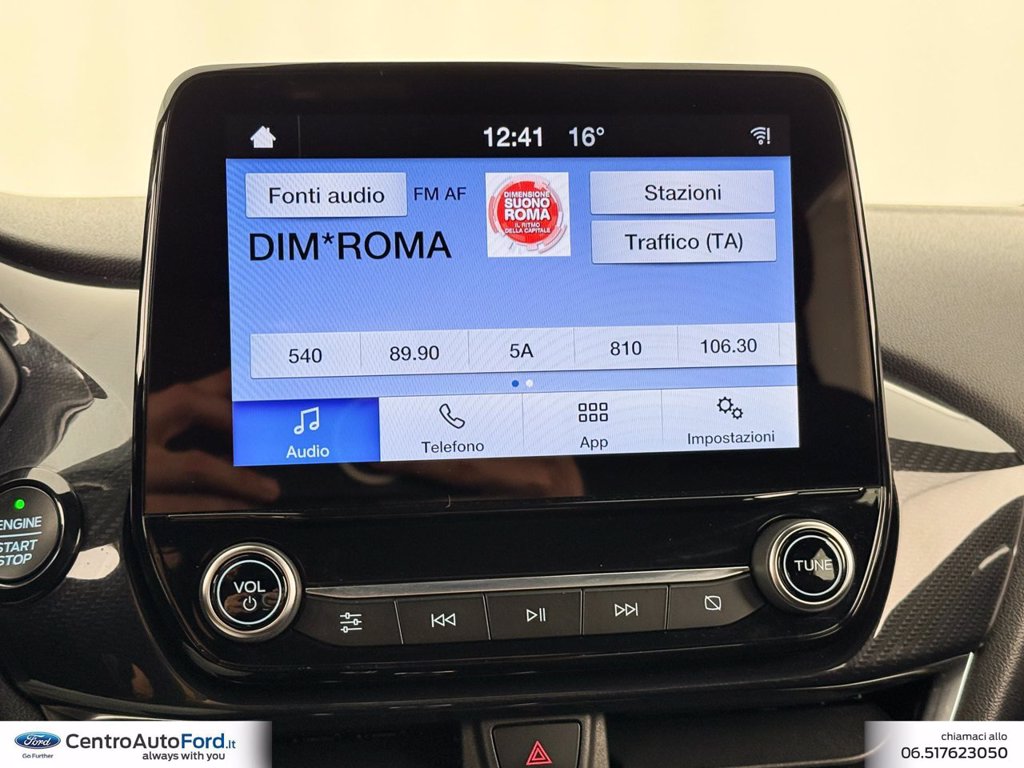 12:41 16°
Fonti audio FM AF
DIMENSIONE
SUONO
ROMA
IL RITMO
DELLA CAPITALE
Stazioni
Traffico (TA)
DIM*ROMA
540 89.90 5A 810 106.30
Audio Telefono App Impostazioni
ENGINE
START
STOP
VOL
TUNE
Ford
Go Further
CentroAutoFord.it
always with you
chiamaci allo
06.517623050